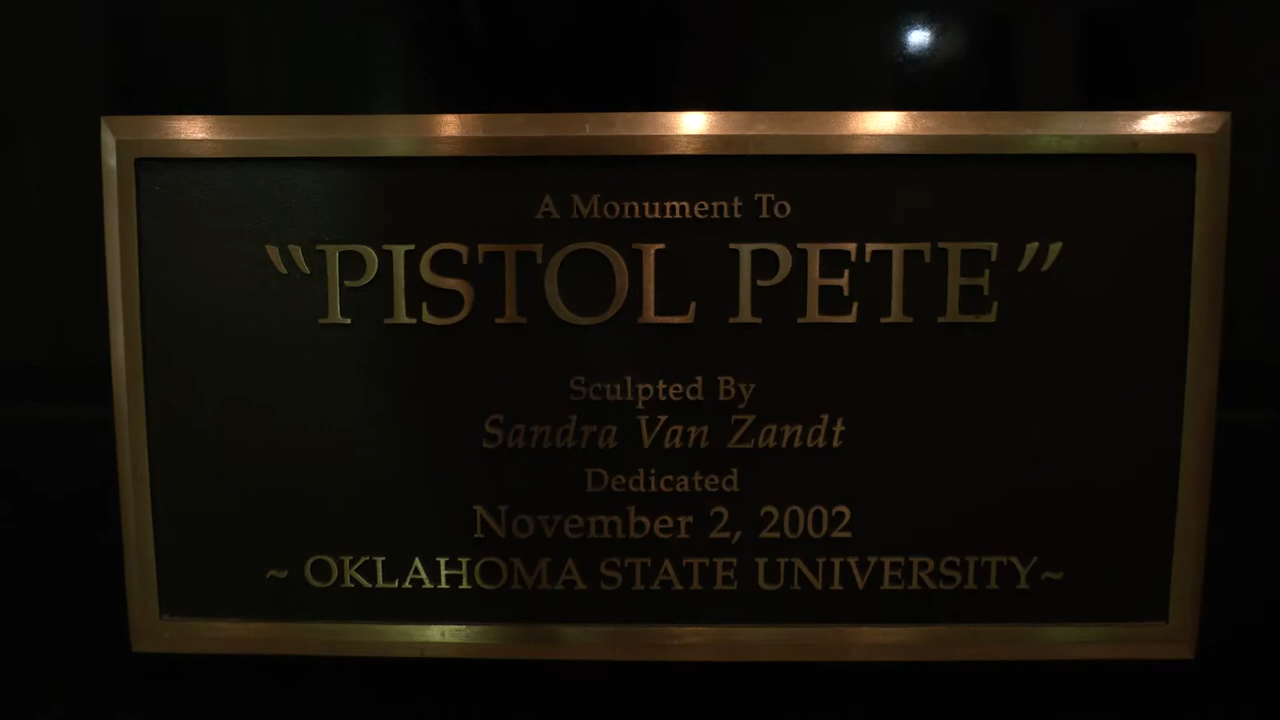 A Monument To
"PISTOL PETE"
Sculpted By
Sandra Van Zandt
Dedicated
November 2, 2002
~ OKLAHOMA STATE UNIVERSITY~